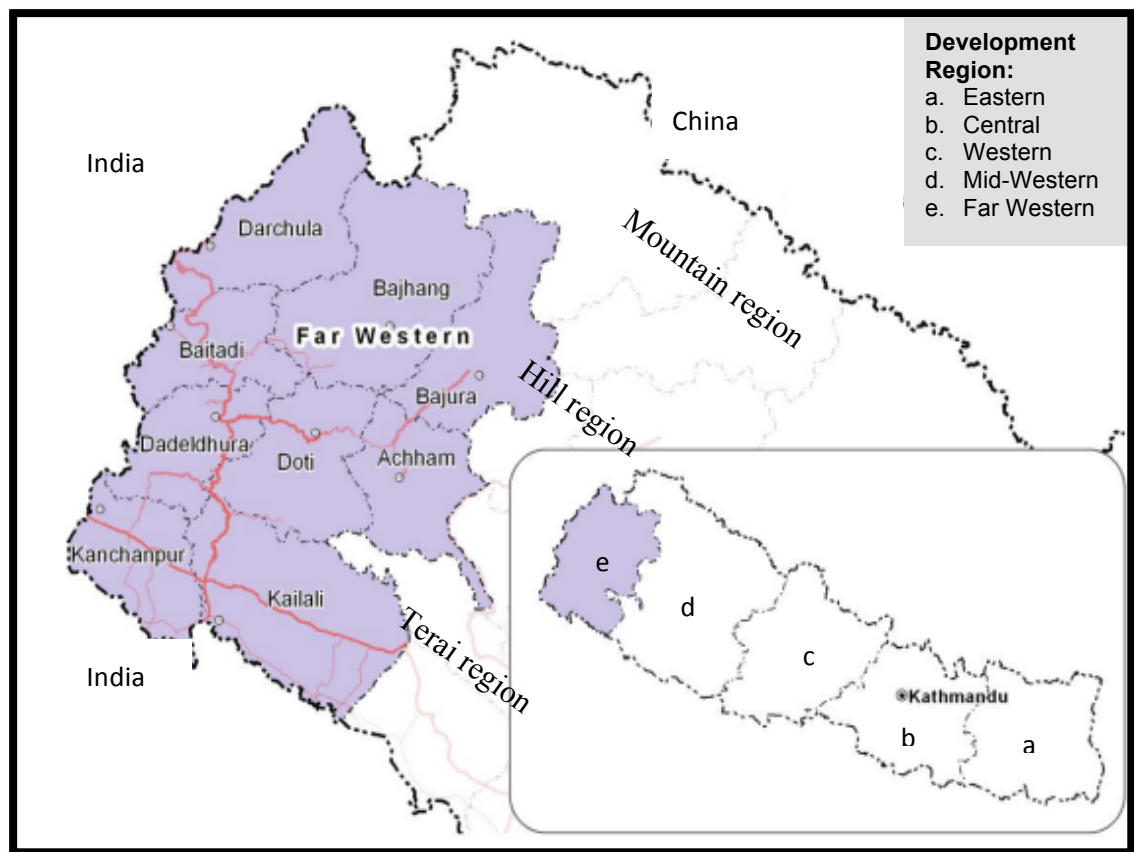 Development
Region:
a. Eastern
b. Central
c. Western
d. Mid-Western
e. Far Western
China
India
Darchula
Mountain region
Bajhang
Far Western
Baitadi
Hill region
Bajura
Dadeldhura
Doti
Achham
Kanchanpur
Kailali
Terai region
India
e
d
c
Kathmandu
b
a